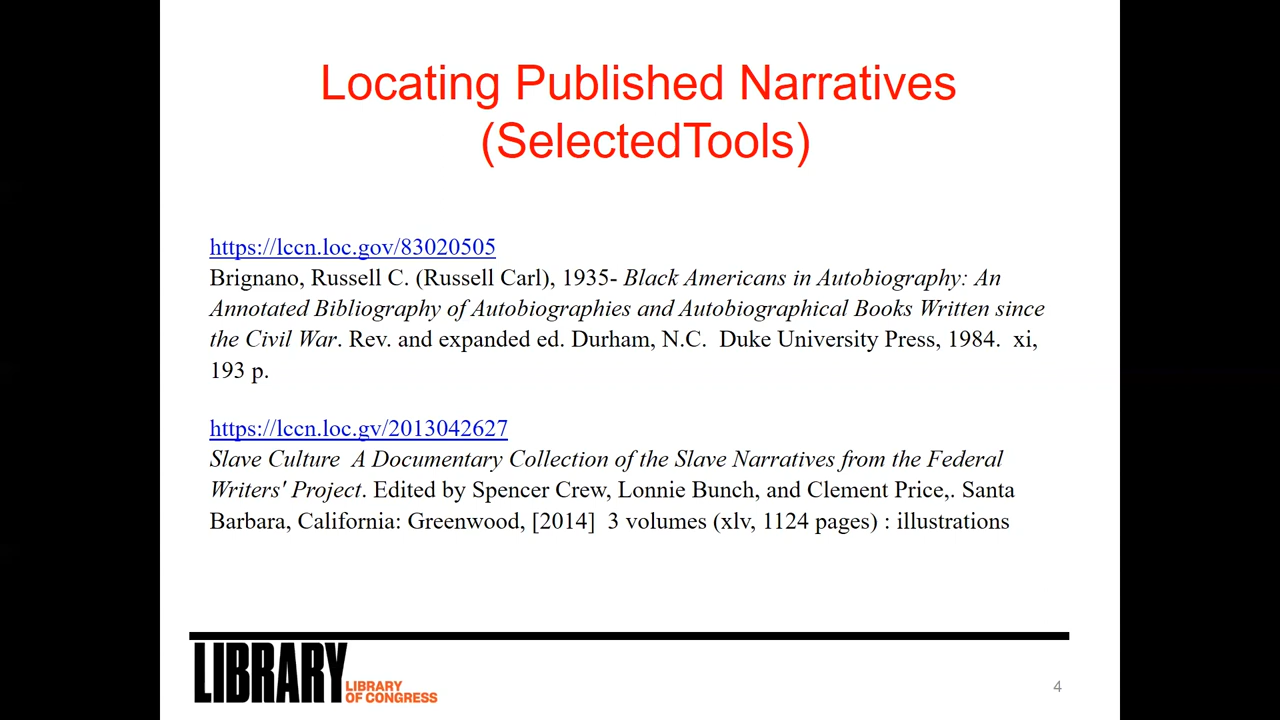 Locating Published Narratives
(SelectedTools)
https://lccn.loc.gov/83020505
Brignano, Russell C. (Russell Carl), 1935- Black Americans in Autobiography: An
Annotated Bibliography of Autobiographies and Autobiographical Books Written since
the Civil War. Rev. and expanded ed. Durham, N.C.  Duke University Press, 1984.  xi,
193 p.
https://lccn.loc.gv/2013042627
Slave Culture  A Documentary Collection of the Slave Narratives from the Federal
Writers' Project. Edited by Spencer Crew, Lonnie Bunch, and Clement Price,. Santa
Barbara, California: Greenwood, [2014]  3 volumes (xlv, 1124 pages) : illustrations
LIBRARY
LIBRARY
OF CONGRESS
4